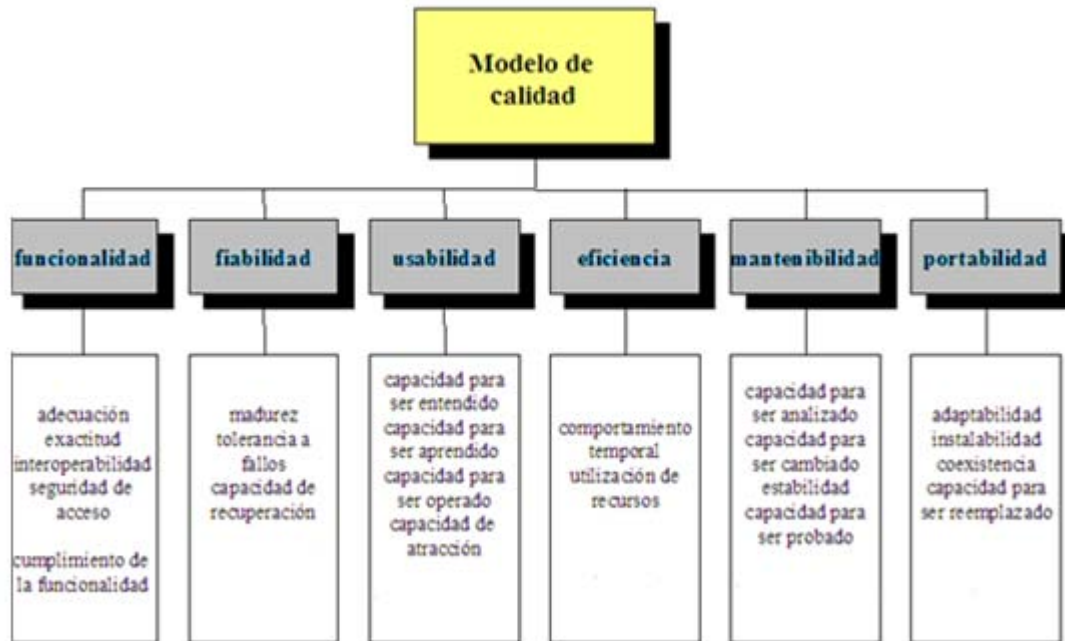 Modelo de
calidad
funcionalidad
fiabilidad
usabilidad
eficiencia
mantenibilidad
portabilidad
adecuación
exactitud
interoperabilidad
seguridad de
acceso
cumplimiento de
la funcionalidad
madurez
tolerancia a
fallos
capacidad de
recuperación
capacidad para
ser entendido
capacidad para
ser aprendido
capacidad para
ser operado
capacidad de
atracción
comportamiento
temporal
utilización de
recursos
capacidad para
ser analizado
capacidad para
ser cambiado
estabilidad
capacidad para
ser probado
adaptabilidad
instalabilidad
coexistencia
capacidad para
ser reemplazado